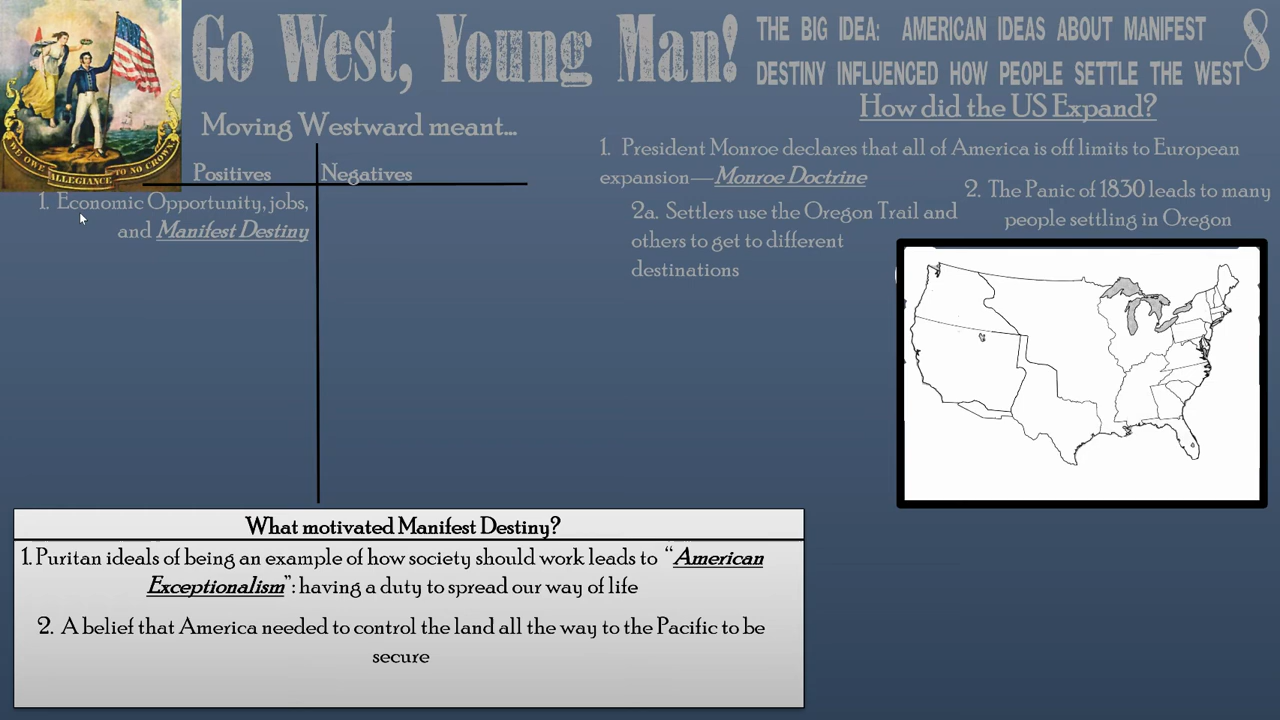 WE OWE ALLEGIANCE TO NO CROWN
Go West, Young Man!
THE BIG IDEA: AMERICAN IDEAS ABOUT MANIFEST
DESTINY INFLUENCED HOW PEOPLE SETTLE THE WEST
8
Moving Westward meant...
Positives
Negatives
1. Economic Opportunity, jobs,
and Manifest Destiny
How did the US Expand?
1. President Monroe declares that all of America is off limits to European
expansion—Monroe Doctrine
2. The Panic of 1830 leads to many
people settling in Oregon
2a. Settlers use the Oregon Trail and
others to get to different
destinations
What motivated Manifest Destiny?
1. Puritan ideals of being an example of how society should work leads to “American
Exceptionalism”: having a duty to spread our way of life
2. A belief that America needed to control the land all the way to the Pacific to be
secure